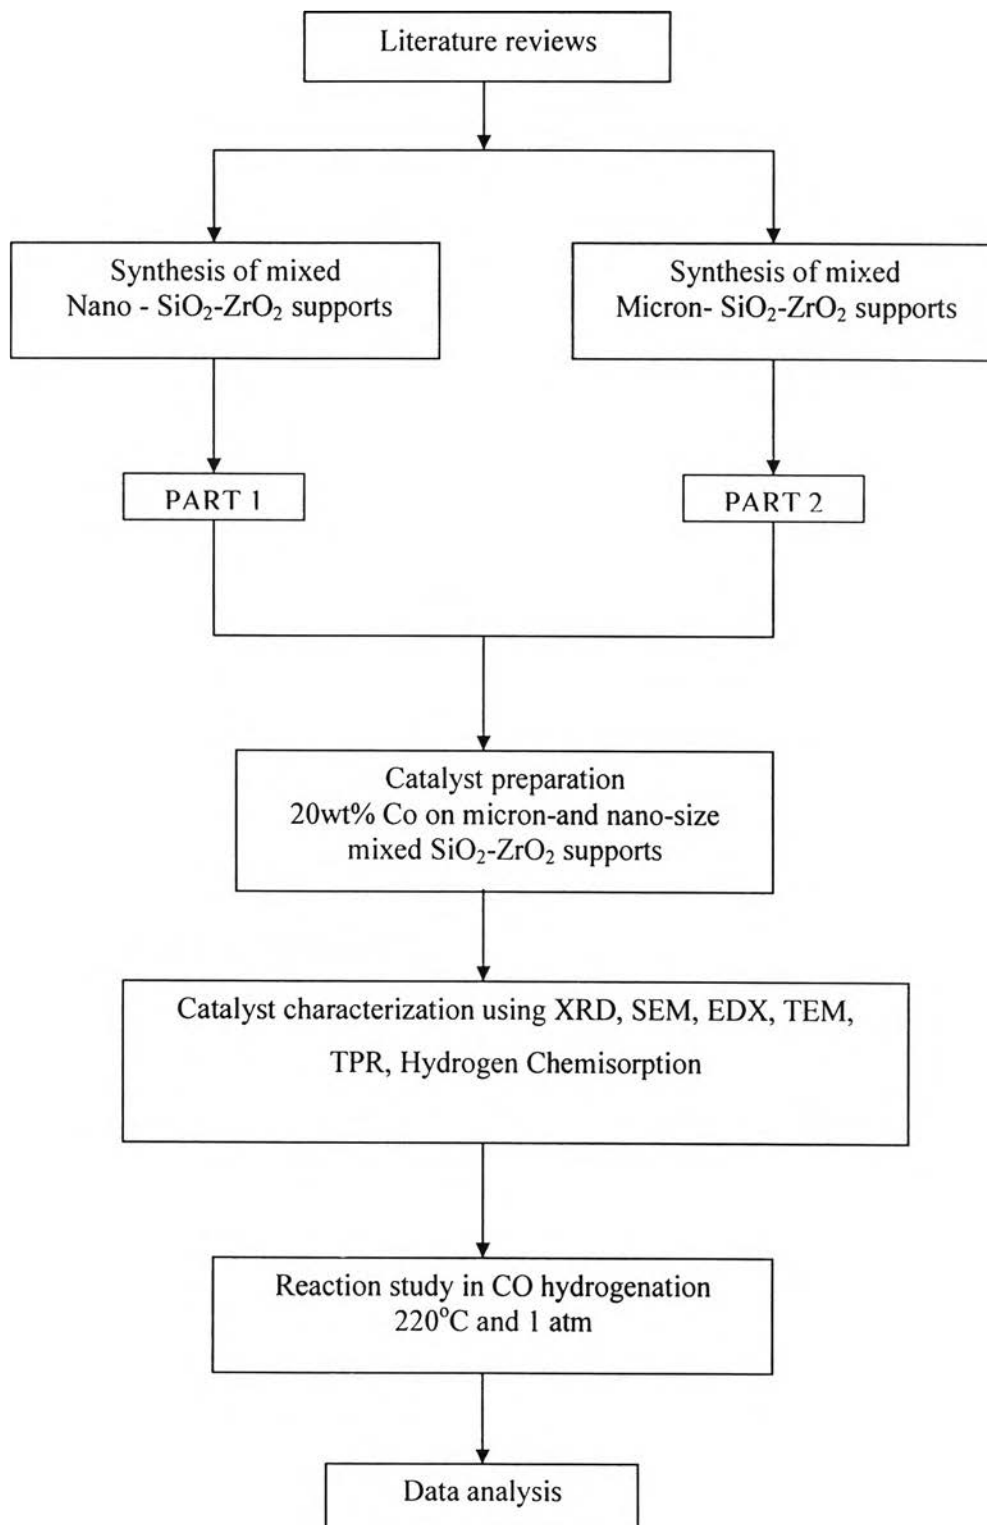 Literature reviews
Synthesis of mixed
Nano - SiO₂-ZrO₂ supports
Synthesis of mixed
Micron- SiO₂-ZrO₂ supports
PART 1
PART 2
Catalyst preparation
20wt% Co on micron-and nano-size
mixed SiO₂-ZrO₂ supports
Catalyst characterization using XRD, SEM, EDX, TEM,
TPR, Hydrogen Chemisorption
Reaction study in CO hydrogenation
220°C and 1 atm
Data analysis